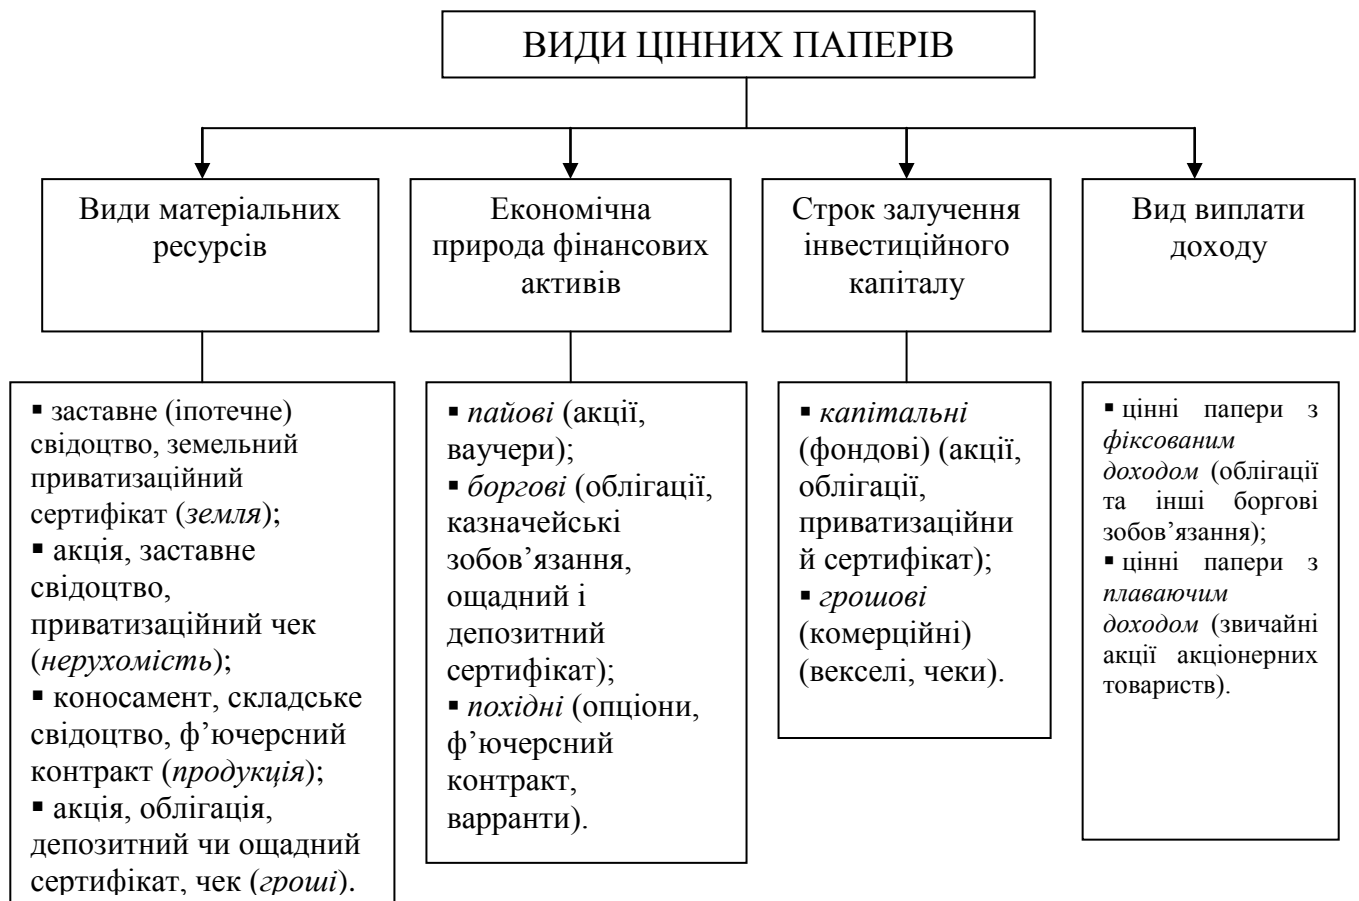 ВИДИ ЦІННИХ ПАПЕРІВ
Види матеріальних
ресурсів
Економічна
природа фінансових
активів
Строк залучення
інвестиційного
капіталу
Вид виплати
доходу
▪ заставне (іпотечне)
свідоцтво, земельний
приватизаційний
сертифікат (земля);
▪ акція, заставне
свідоцтво,
приватизаційний чек
(нерухомість);
▪ коносамент, складське
свідоцтво, ф’ючерсний
контракт (продукція);
▪ акція, облігація,
депозитний чи ощадний
сертифікат, чек (гроші).
▪ пайові (акції,
ваучери);
▪ боргові (облігації,
казначейські
зобов’язання,
ощадний і
депозитний
сертифікат);
▪ похідні (опціони,
ф’ючерсний
контракт,
варранти).
▪ капітальні
(фондові) (акції,
облігації,
приватизаційни
й сертифікат);
▪ грошові
(комерційні)
(векселі, чеки).
▪ цінні папери з
фіксованим
доходом (облігації
та інші боргові
зобов’язання);
▪ цінні папери з
плаваючим
доходом (звичайні
акції акціонерних
товариств).